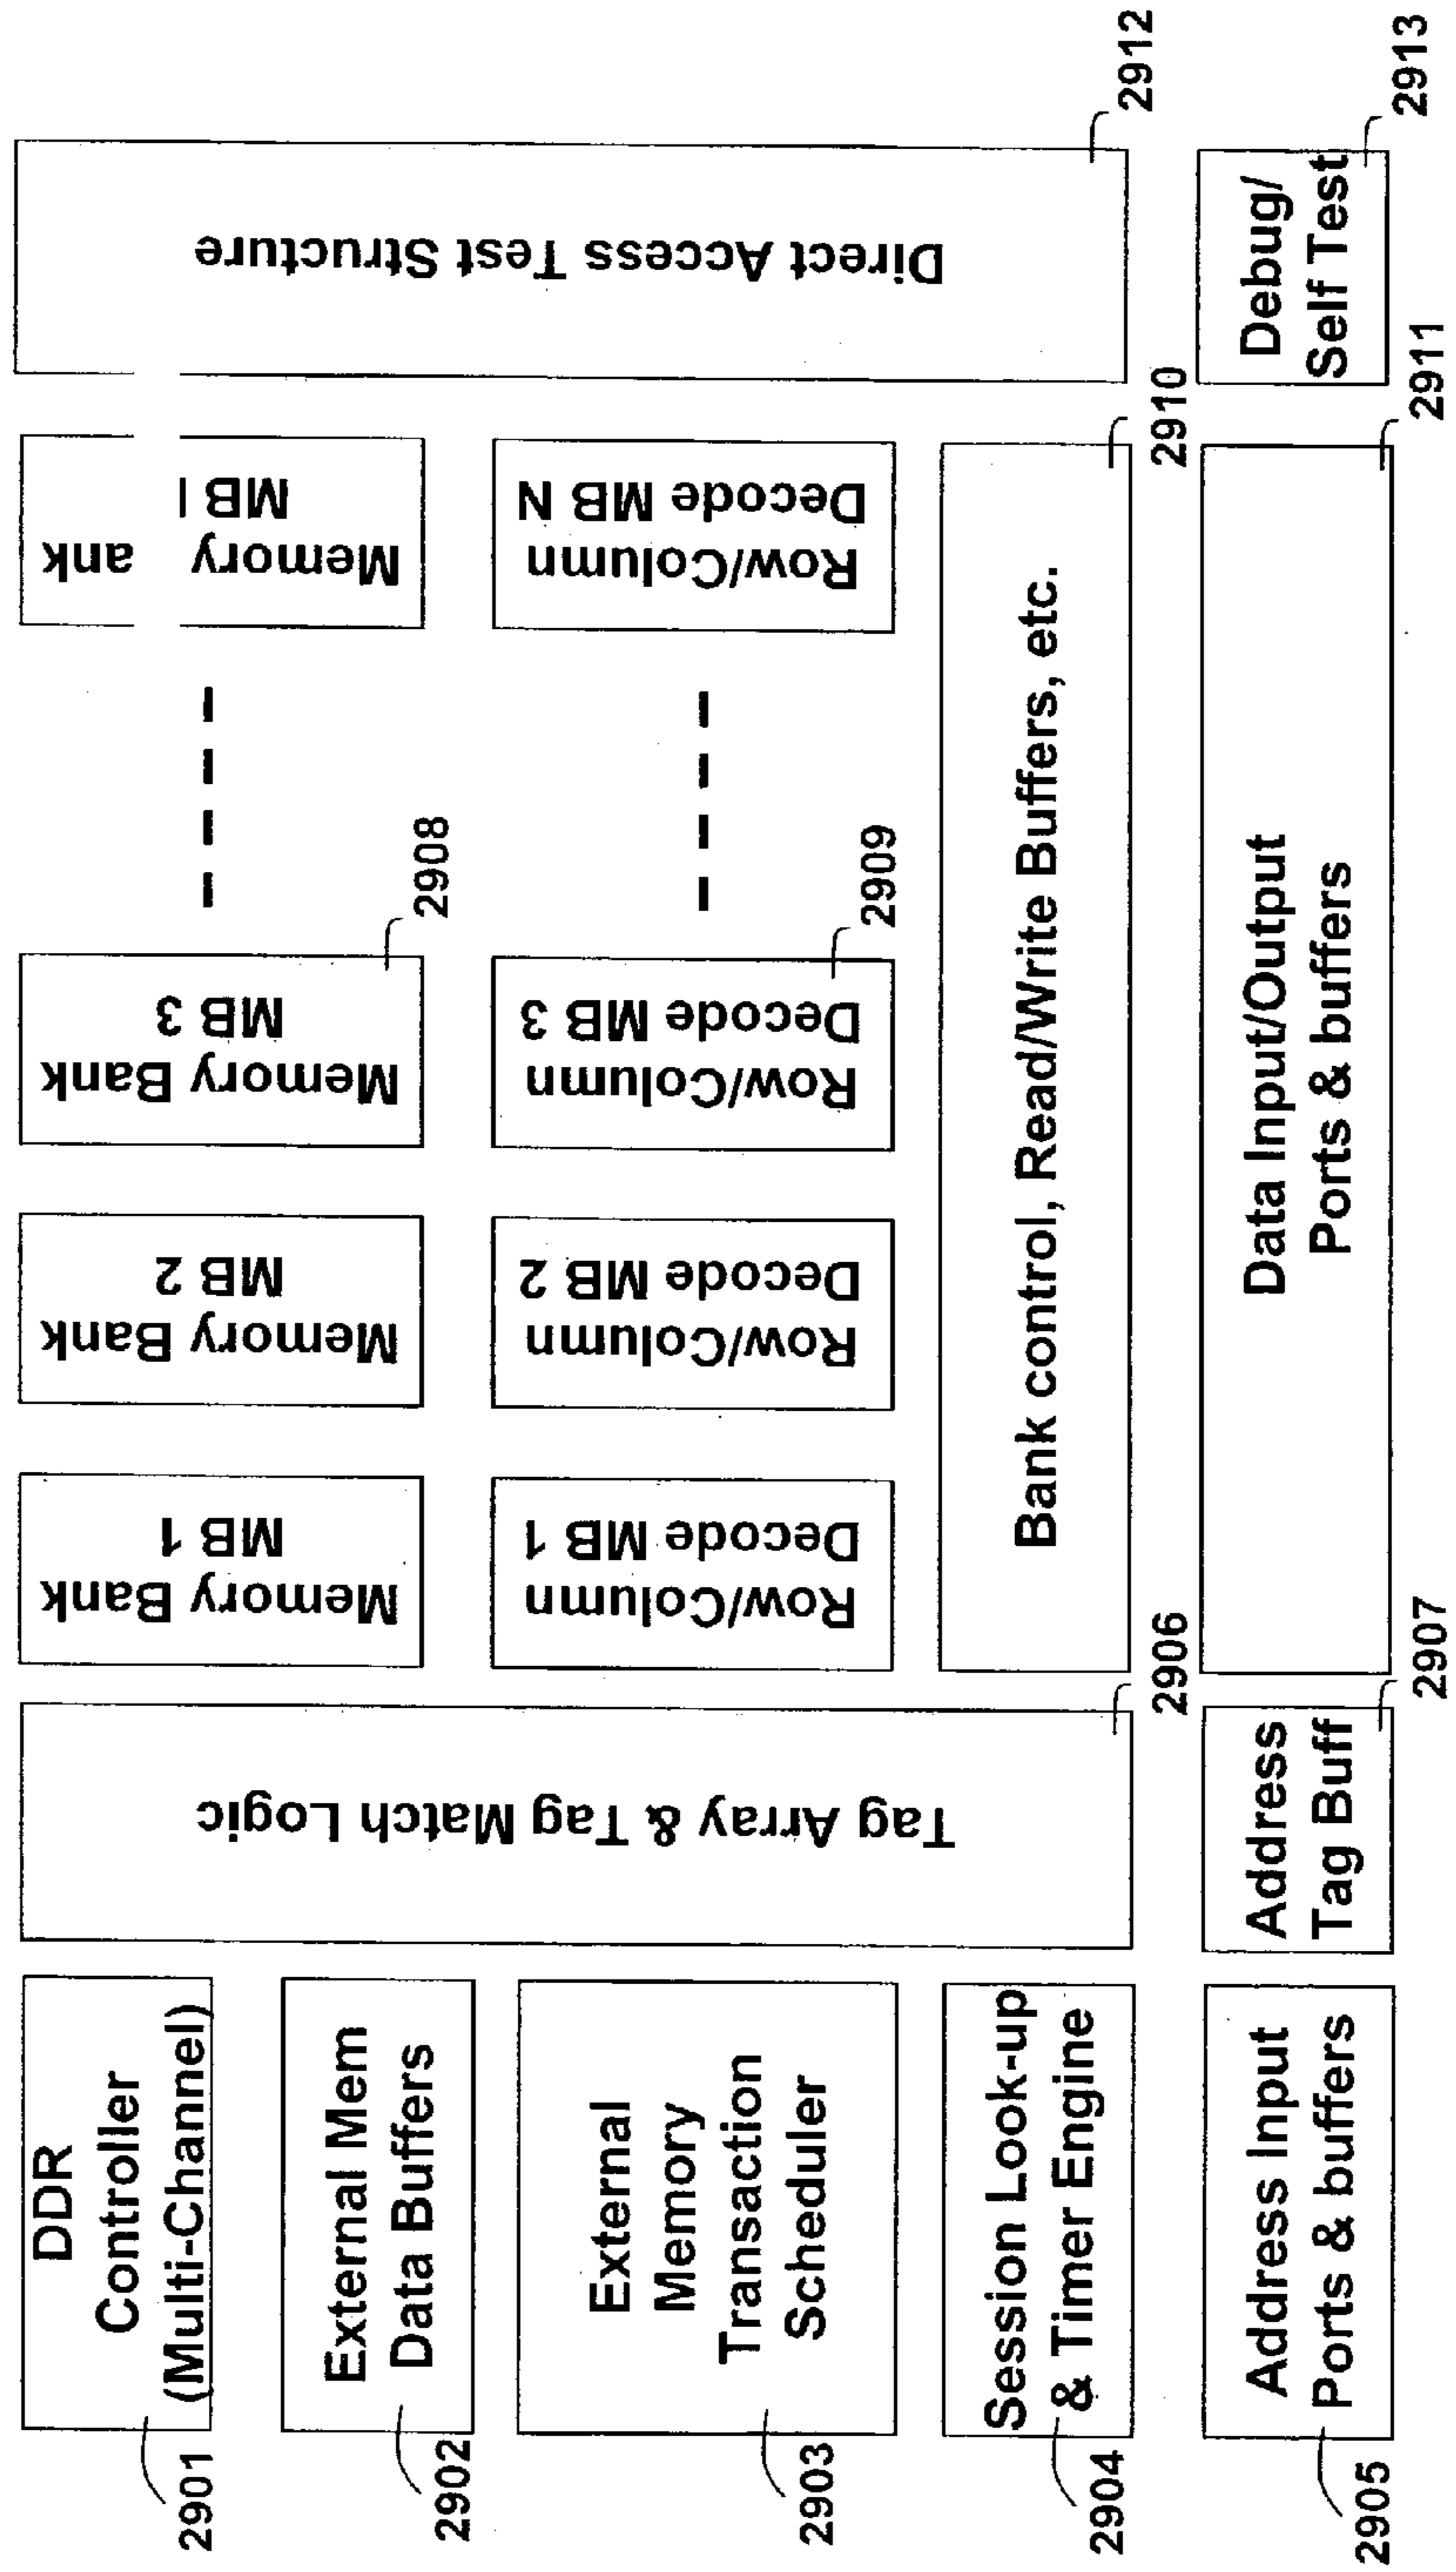 DDR
Controller
(Multi-Channel)
2901
External Mem
Data Buffers
2902
External
Memory
Transaction
Scheduler
2903
Session Look-up
& Timer Engine
2904
Address Input
Ports & buffers
2905
Tag Array & Tag Match Logic
2906
Address
Tag Buff
2907
Memory Bank
MB 1
Memory Bank
MB 2
Memory Bank
MB 3
2908
Memory ank
MB
Row/Column
Decode MB 1
Row/Column
Decode MB 2
Row/Column
Decode MB 3
2909
Row/Column
Decode MB N
Bank control, Read/Write Buffers, etc.
2910
Data Input/Output
Ports & buffers
2911
Direct Access Test Structure
2912
Debug/
Self Test
2913